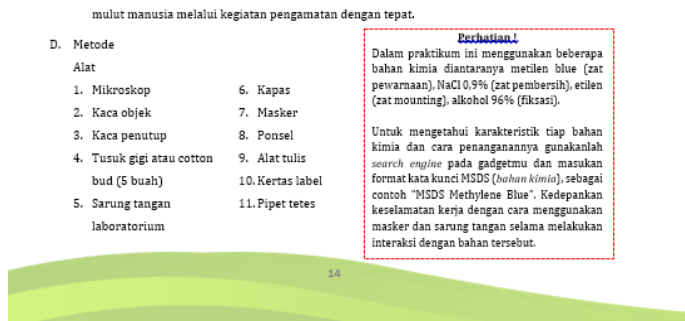 mulut manusia melalui kegiatan pengamatan dengan tepat.
D. Metode
Alat
1. Mikroskop
2. Kaca objek
3. Kaca penutup
4. Tusuk gigi atau cotton
bud (5 buah)
5. Sarung tangan
laboratorium
6. Kapas
7. Masker
8. Ponsel
9. Alat tulis
10. Kertas label
11. Pipet tetes
Perhatian !
Dalam praktikum ini menggunakan beberapa
bahan kimia diantaranya metilen blue (zat
pewarnaan), NaCl 0,9% (zat pembersih), etilen
(zat mounting), alkohol 96% (fiksasi).
Untuk mengetahui karakteristik tiap bahan
kimia dan cara penanganannya gunakanlah
search engine pada gadgetmu dan masukan
format kata kunci MSDS (bahan kimia), sebagai
contoh "MSDS Methylene Blue". Kedepankan
keselamatan kerja dengan cara menggunakan
masker dan sarung tangan selama melakukan
interaksi dengan bahan tersebut.
14